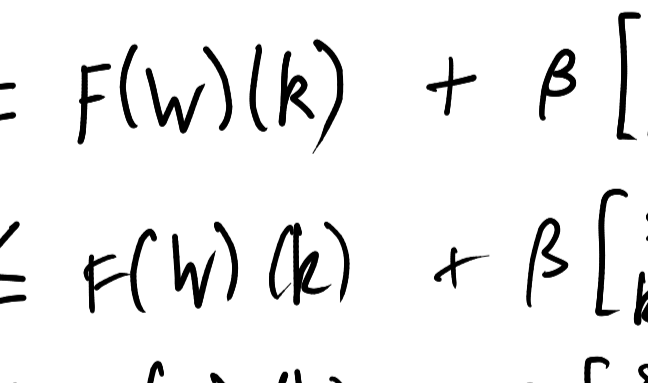 = F(W)(k) + β [
≤ F(W)(k) + β [